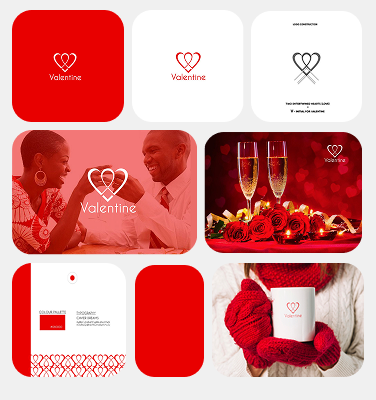 Valentine
Valentine
LOGO CONSTRUCTION
TWO INTERTWINED HEARTS (LOVE)
V - INITIAL FOR VALENTINE
Valentine
Valentine
COLOUR PALETTE
TYPOGRAPHY
Valentine